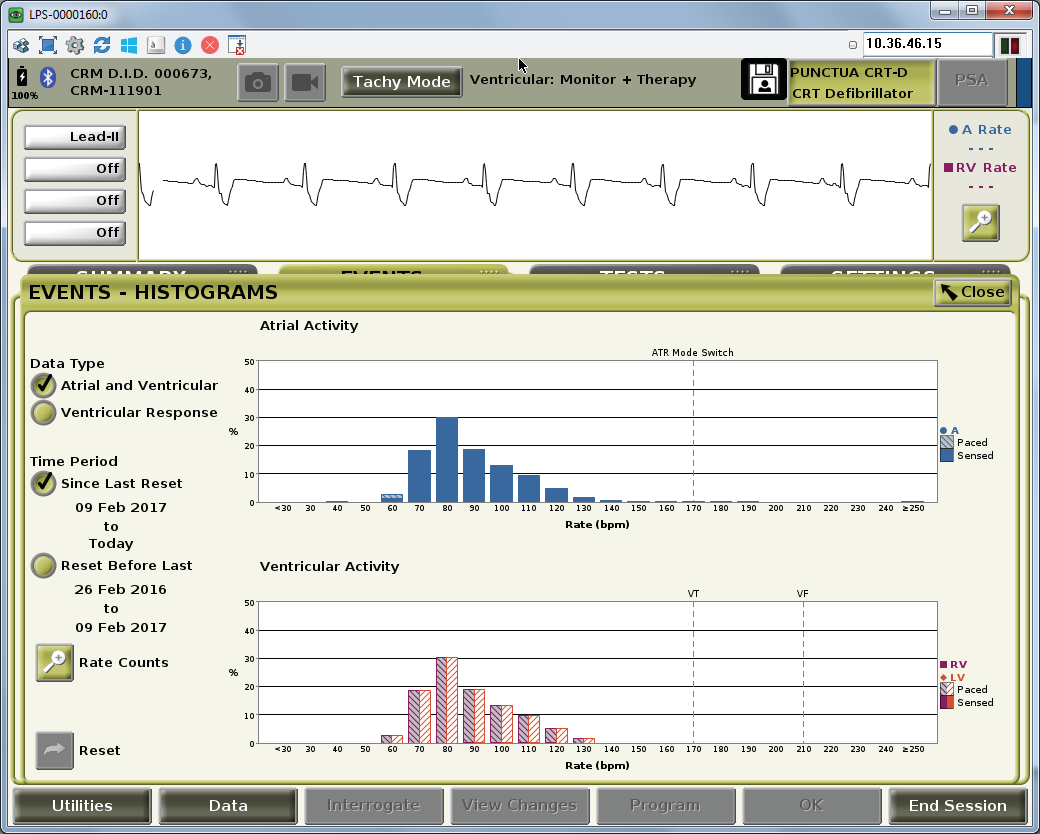 LPS-0000160:0
a
10.36.46.15
100%
CRM D.I.D. 000673,
CRM-111901
Tachy Mode
Ventricular: Monitor + Therapy
PUNCTUA CRT-D
CRT Defibrillator
PSA
Lead-II
Off
Off
Off
A Rate
- - -
RV Rate
- - -
SUMMARY
EVENTS
TESTS
SETTINGS
EVENTS - HISTOGRAMS
Close
Data Type
Atrial and Ventricular
Ventricular Response
Time Period
Since Last Reset
09 Feb 2017
to
Today
Reset Before Last
26 Feb 2016
to
09 Feb 2017
Rate Counts
Reset
Atrial Activity
ATR Mode Switch
50
40
30
20
10
0
%
<30 30 40 50 60 70 80 90 100 110 120 130 140 150 160 170 180 190 200 210 220 230 240 ≥250
Rate (bpm)
A
Paced
Sensed
Ventricular Activity
VT VF
50
40
30
20
10
0
%
<30 30 40 50 60 70 80 90 100 110 120 130 140 150 160 170 180 190 200 210 220 230 240 ≥250
Rate (bpm)
RV
LV
Paced
Sensed
Utilities
Data
Interrogate
View Changes
Program
OK
End Session